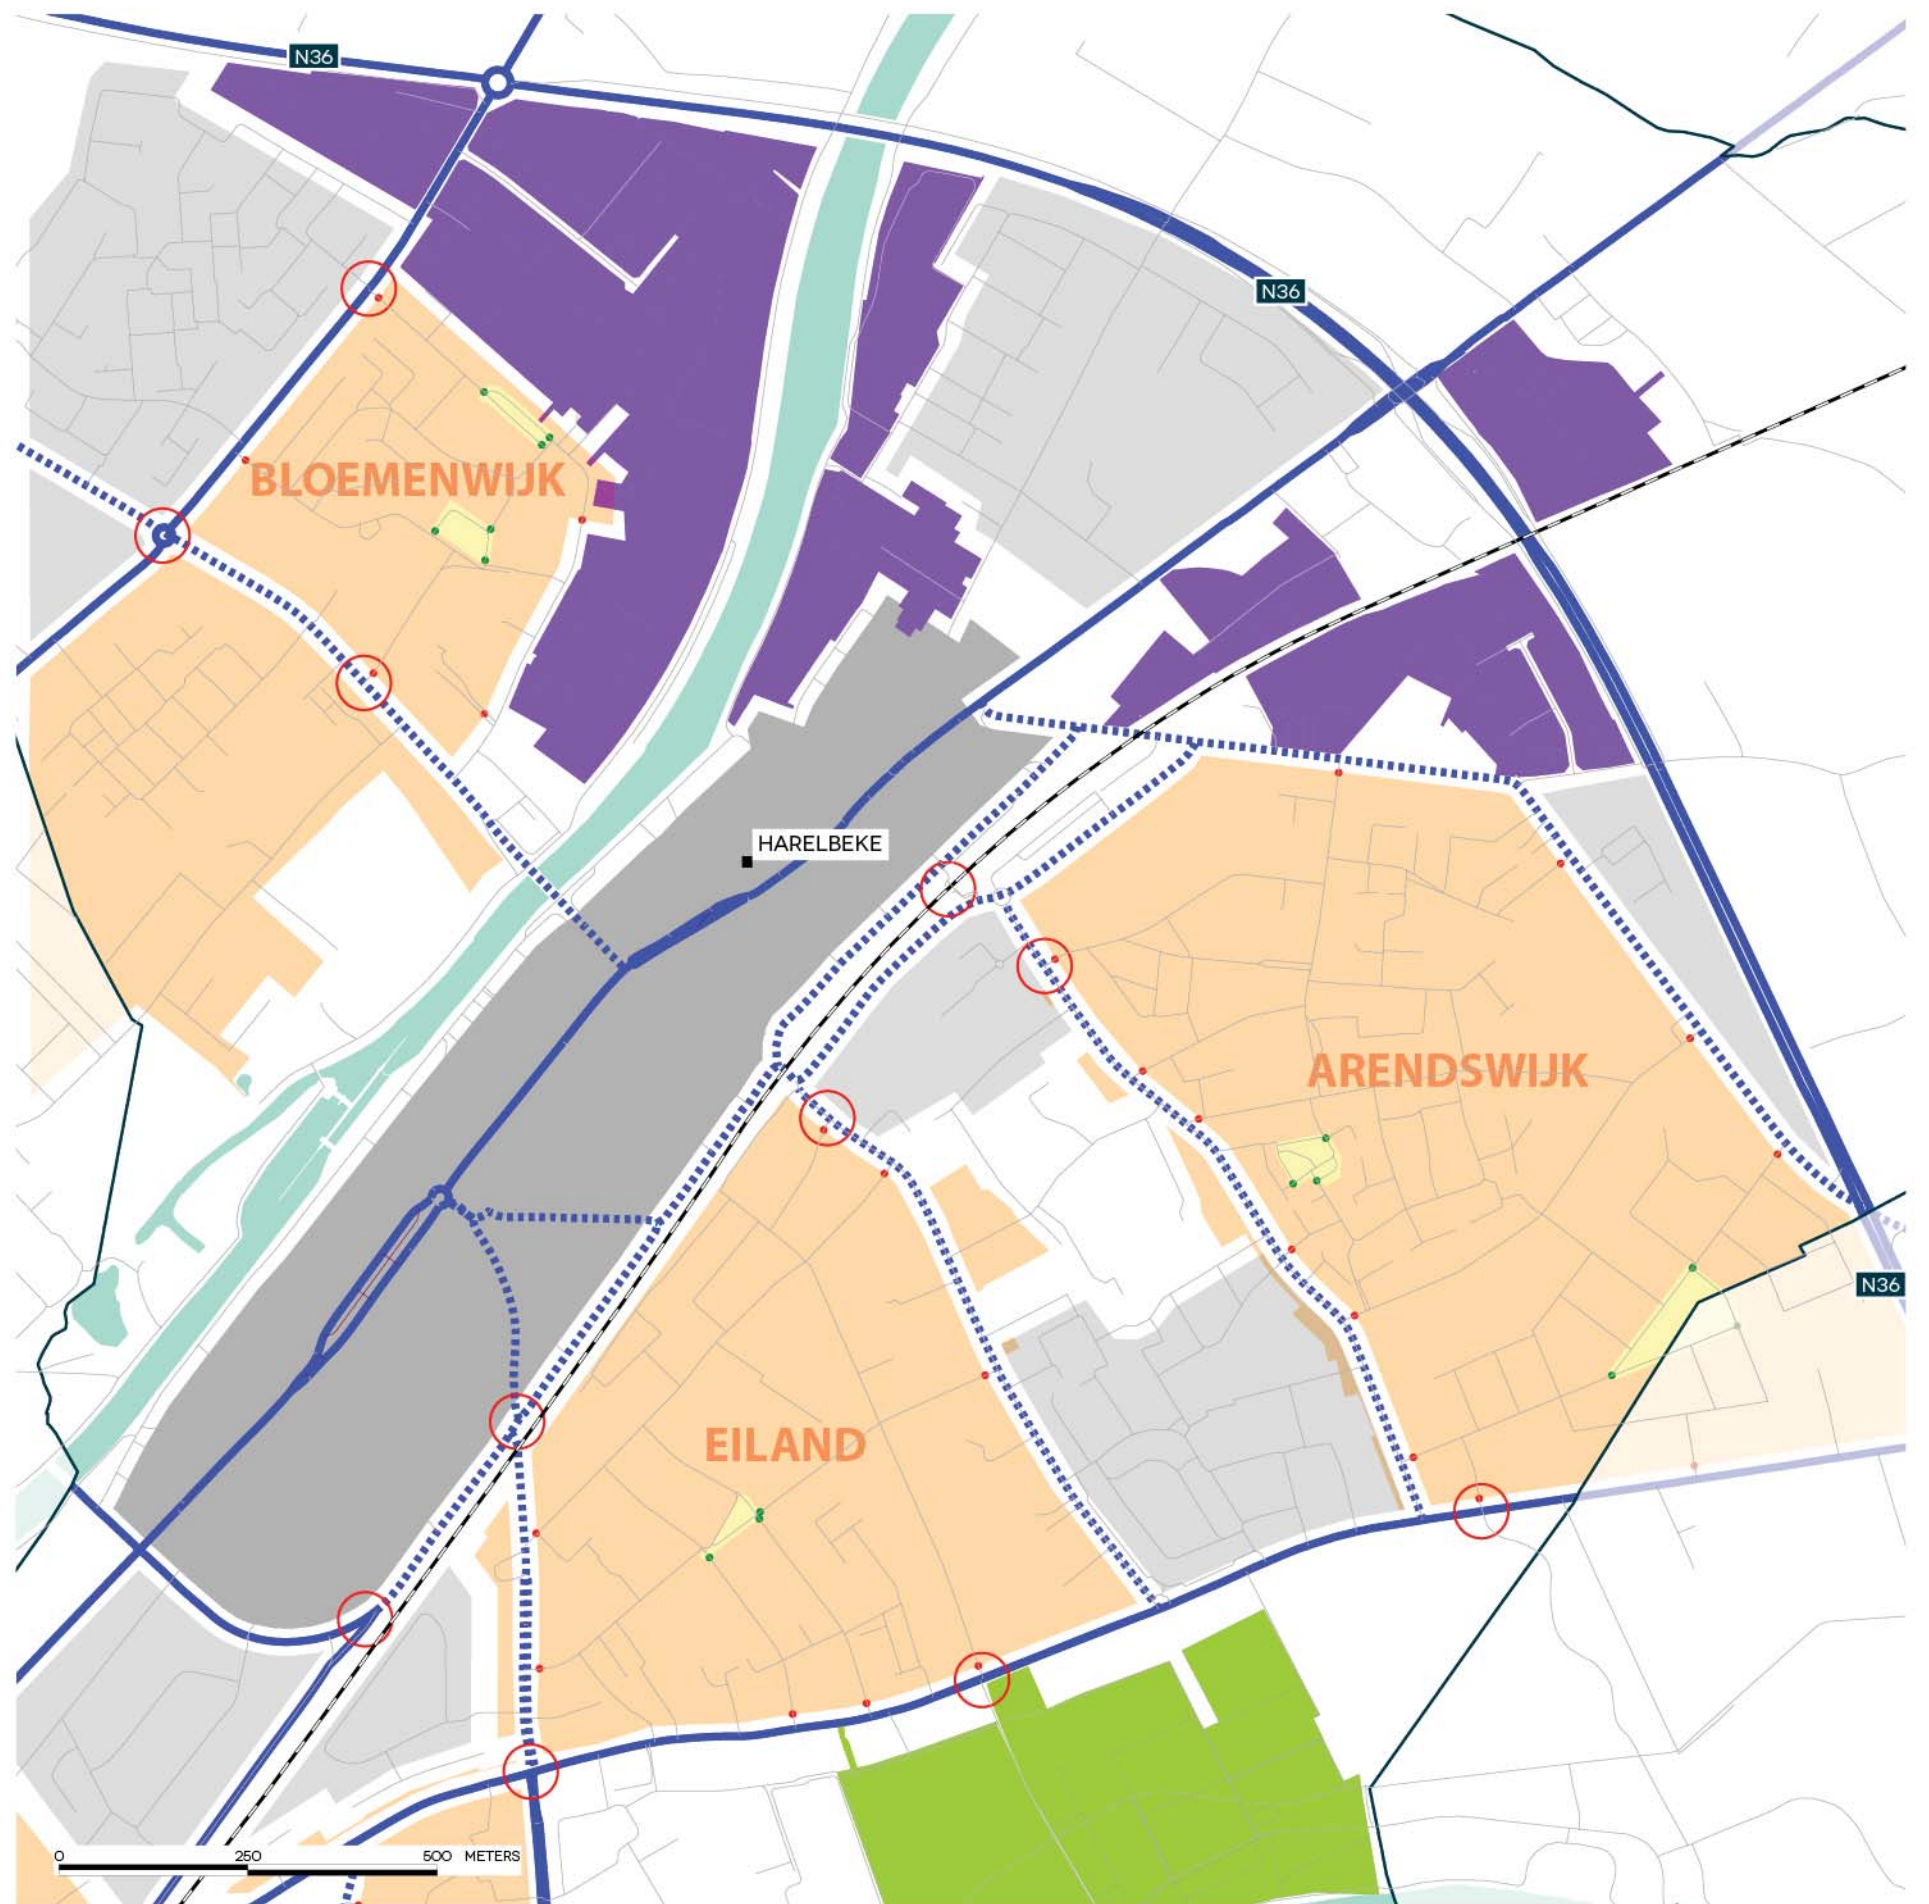 N36
N36
BLOEMENWIJK
HARELBEKE
ARENDSWIJK
N36
EILAND
0 250 500 METERS